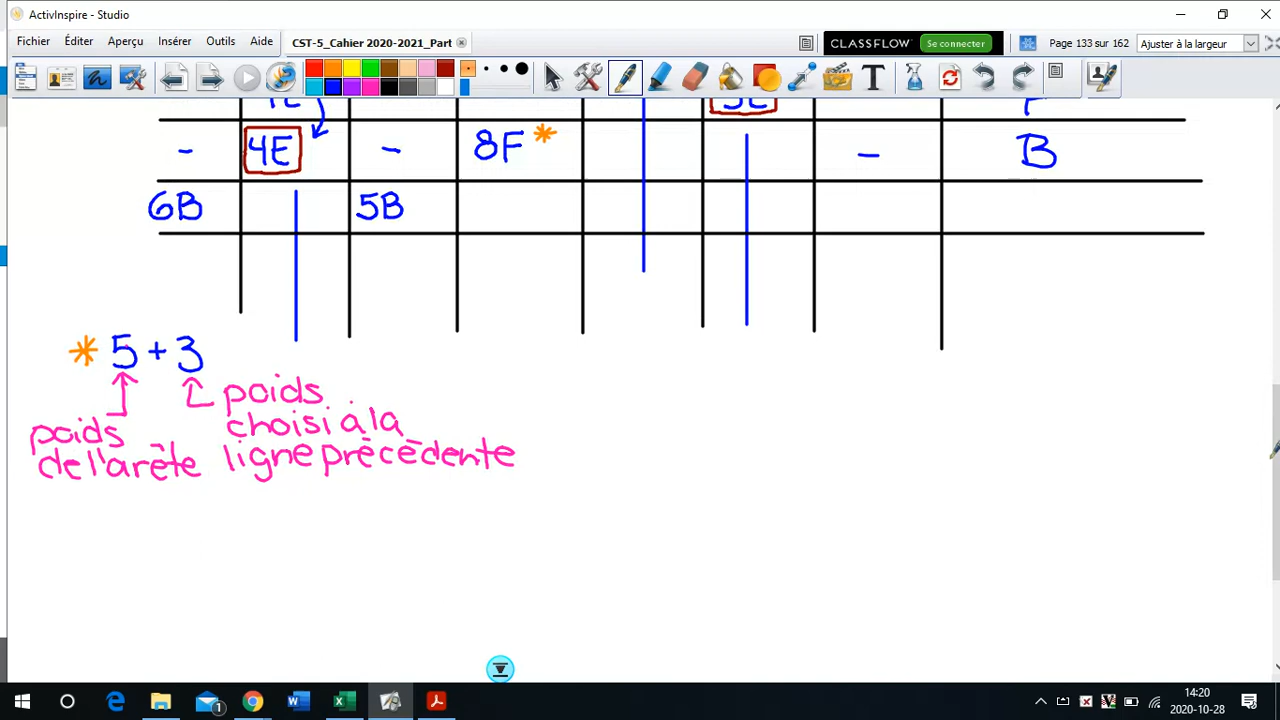 ActivInspire - Studio
Fichier Éditer Aperçu Insérer Outils Aide CST-5_Cahier 2020-2021_Part CLASSFLOW Se connecter Page 133 sur 162 Ajuster à la largeur
- 4E - 8F* - B
6B 5B
* 5 + 3
poids
choisi à la
ligne précédente
poids
de l'arête
14:20
2020-10-28